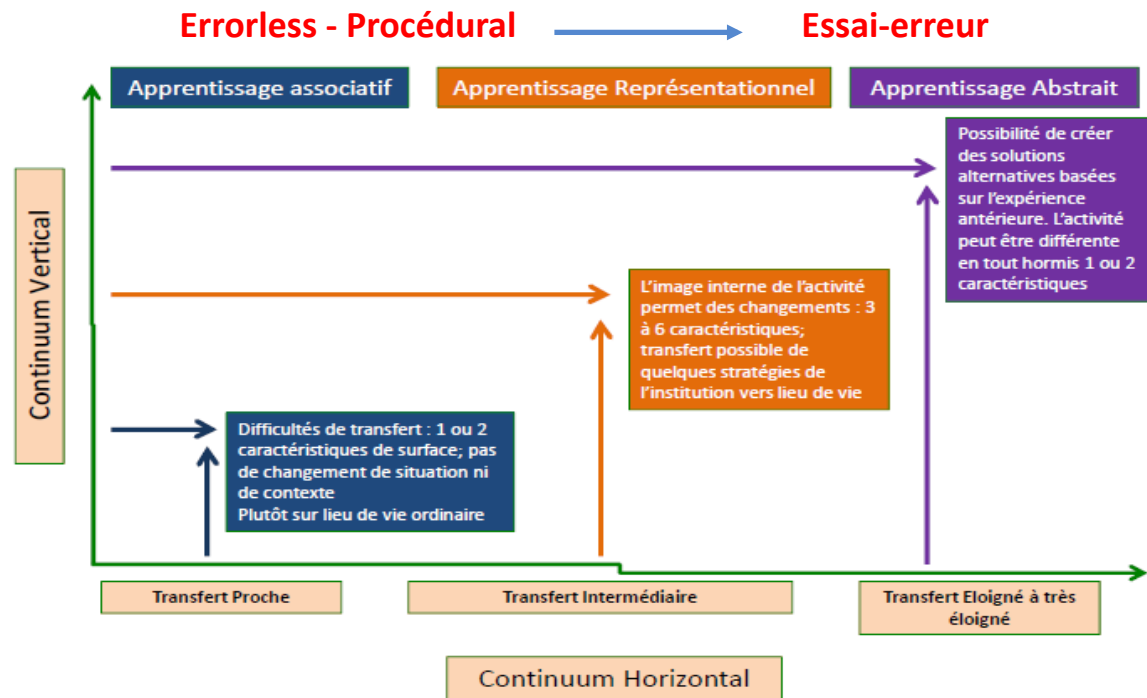 Errorless - Procédural
Essai-erreur
Apprentissage associatif
Apprentissage Représentationnel
Apprentissage Abstrait
Continuum Vertical
Possibilité de créer
des solutions
alternatives basées
sur l'expérience
antérieure. L'activité
peut être différente
en tout hormis 1 ou 2
caractéristiques
L'image interne de l'activité
permet des changements : 3
à 6 caractéristiques;
transfert possible de
quelques stratégies de
l'institution vers lieu de vie
Difficultés de transfert : 1 ou 2
caractéristiques de surface; pas
de changement de situation ni
de contexte
Plutôt sur lieu de vie ordinaire
Transfert Proche
Transfert Intermédiaire
Transfert Eloigné à très
éloigné
Continuum Horizontal